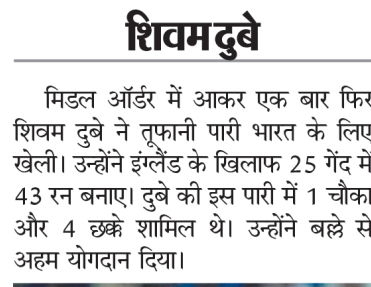 शिवम दुबे
मिडल ऑर्डर में आकर एक बार फिर
शिवम दुबे ने तूफानी पारी भारत के लिए
खेली। उन्होंने इंग्लैंड के खिलाफ 25 गेंद में
43 रन बनाए। दुबे की इस पारी में 1 चौका
और 4 छक्के शामिल थे। उन्होंने बल्ले से
अहम योगदान दिया।